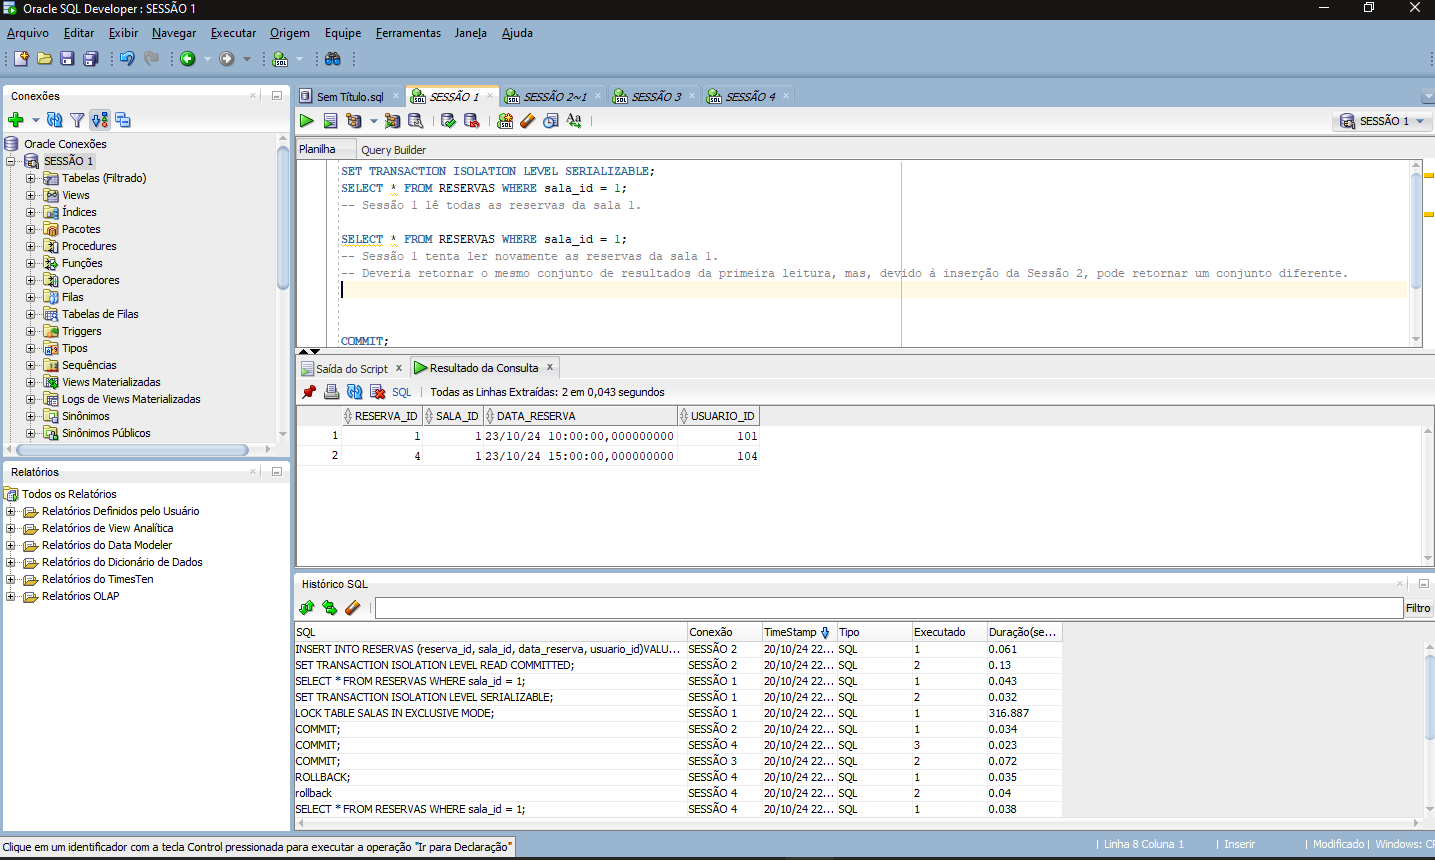 Oracle SQL Developer : SESSÃO 1
Arquivo Editar Exibir Navegar Executar Origem Equipe Ferramentas Janela Ajuda
Conexões
Oracle Conexões
SESSÃO 1
Tabelas (Filtrado)
Views
Índices
Pacotes
Procedures
Funções
Operadores
Filas
Tabelas de Filas
Triggers
Tipos
Sequências
Views Materializadas
Logs de Views Materializadas
Sinônimos
Sinônimos Públicos
Relatórios
Todos os Relatórios
Relatórios Definidos pelo Usuário
Relatórios de View Analítica
Relatórios do Data Modeler
Relatórios do Dicionário de Dados
Relatórios do TimesTen
Relatórios OLAP
Sem Título.sql SESSÃO 1 SESSÃO 2~1 SESSÃO 3 SESSÃO 4
SESSÃO 1
Planilha Query Builder
SET TRANSACTION ISOLATION LEVEL SERIALIZABLE;
SELECT * FROM RESERVAS WHERE sala_id = 1;
-- Sessão 1 lê todas as reservas da sala 1.
SELECT * FROM RESERVAS WHERE sala_id = 1;
-- Sessão 1 tenta ler novamente as reservas da sala 1.
-- Deveria retornar o mesmo conjunto de resultados da primeira leitura, mas, devido à inserção da Sessão 2, pode retornar um conjunto diferente.
COMMIT;
Saída do Script x Resultado da Consulta x
SQL | Todas as Linhas Extraídas: 2 em 0,043 segundos
RESERVA_ID SALA_ID DATA_RESERVA USUARIO_ID
1 1 1 23/10/24 10:00:00,000000000 101
2 4 1 23/10/24 15:00:00,000000000 104
Histórico SQL
Filtro
SQL Conexão TimeStamp Tipo Executado Duração(se...
INSERT INTO RESERVAS (reserva_id, sala_id, data_reserva, usuario_id)VALU... SESSÃO 2 20/10/24 22... SQL 1 0.061
SET TRANSACTION ISOLATION LEVEL READ COMMITTED; SESSÃO 2 20/10/24 22... SQL 2 0.13
SELECT * FROM RESERVAS WHERE sala_id = 1; SESSÃO 1 20/10/24 22... SQL 1 0.043
SET TRANSACTION ISOLATION LEVEL SERIALIZABLE; SESSÃO 1 20/10/24 22... SQL 2 0.032
LOCK TABLE SALAS IN EXCLUSIVE MODE; SESSÃO 1 20/10/24 22... SQL 1 316.887
COMMIT; SESSÃO 2 20/10/24 22... SQL 1 0.034
COMMIT; SESSÃO 4 20/10/24 22... SQL 3 0.023
COMMIT; SESSÃO 3 20/10/24 22... SQL 2 0.072
ROLLBACK; SESSÃO 4 20/10/24 22... SQL 1 0.035
rollback SESSÃO 4 20/10/24 22... SQL 2 0.04
SELECT * FROM RESERVAS WHERE sala_id = 1; SESSÃO 4 20/10/24 22... SQL 1 0.038
Clique em um identificador com a tecla Control pressionada para executar a operação "Ir para Declaração"
| Linha 8 Coluna 1 | Inserir | Modificado | Windows: CR